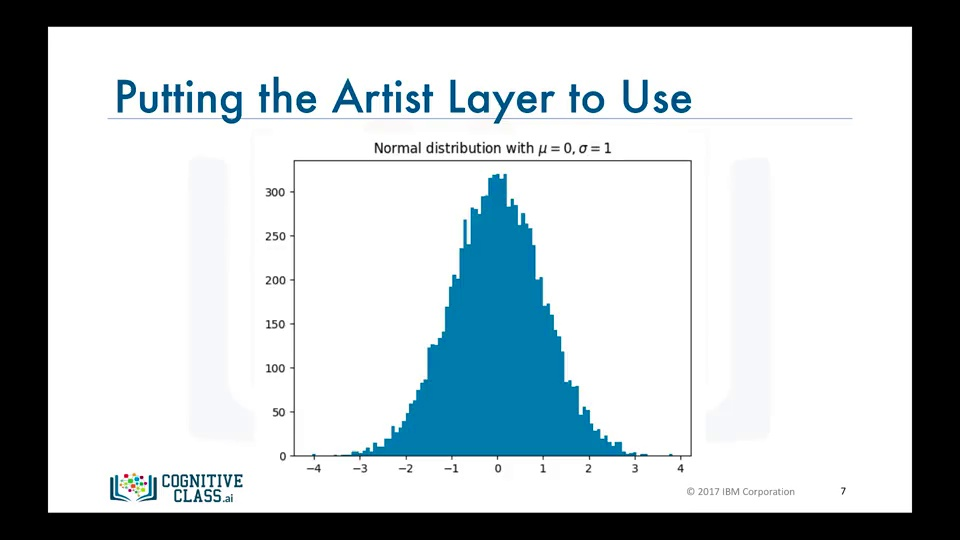 Putting the Artist Layer to Use
Normal distribution with μ = 0, σ = 1
300
250
200
150
100
50
0
−4 −3 −2 −1 0 1 2 3 4
COGNITIVE
CLASS.ai
© 2017 IBM Corporation 7